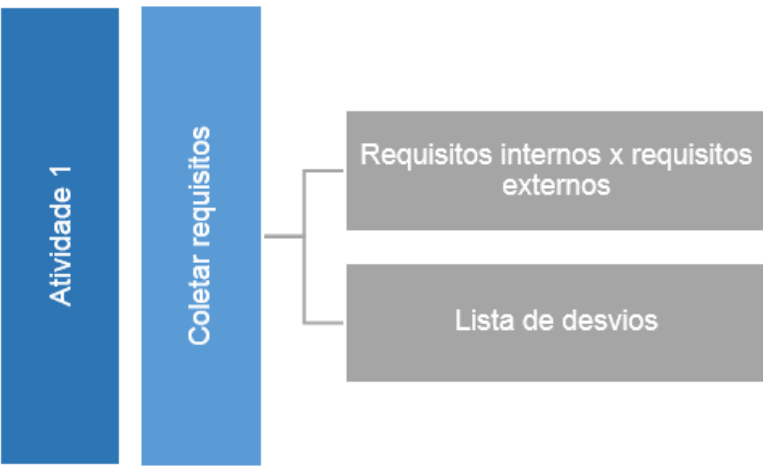 Atividade 1
Coletar requisitos
Requisitos internos x requisitos
externos
Lista de desvios